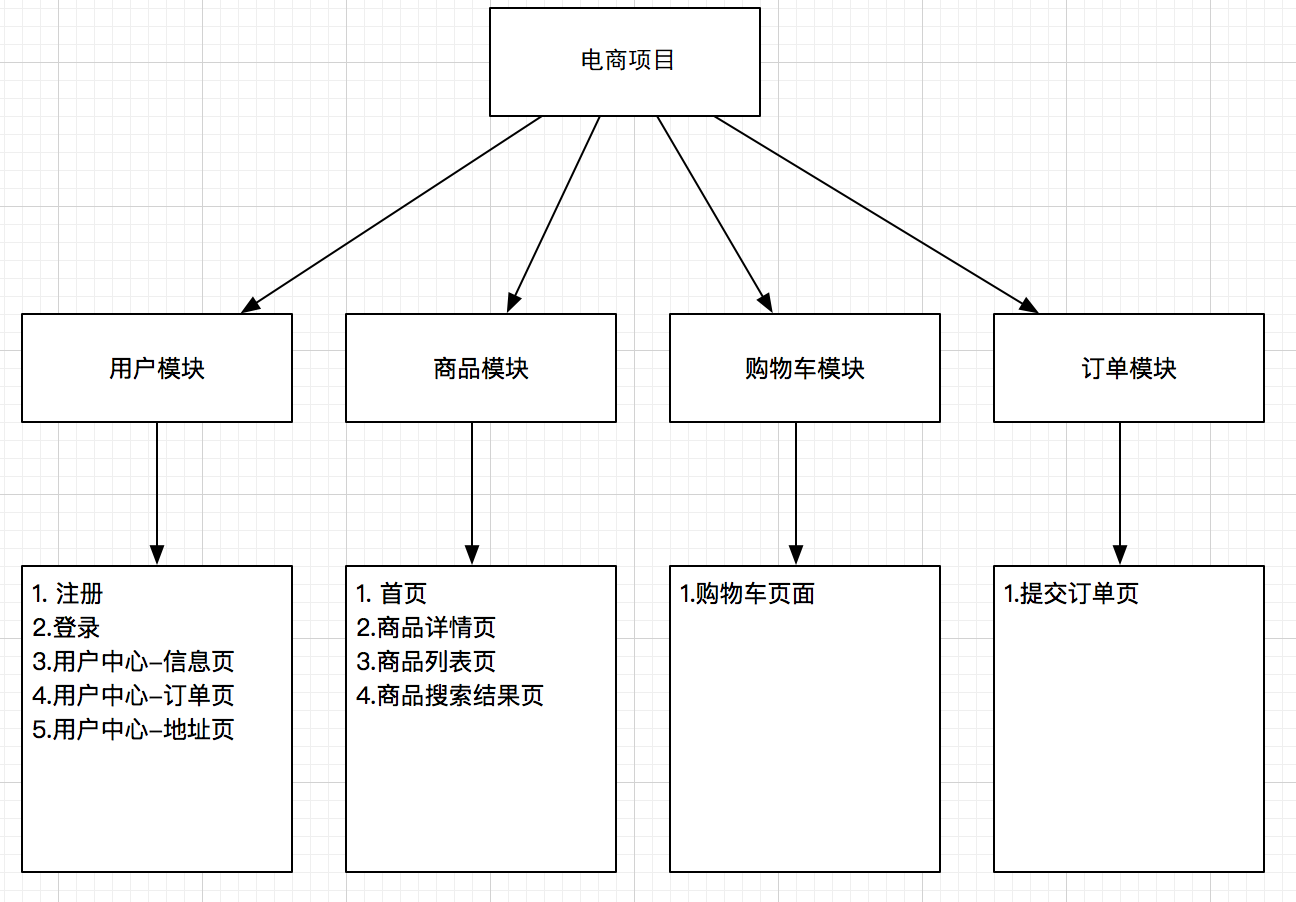 电商项目
用户模块
商品模块
购物车模块
订单模块
1. 注册
2.登录
3.用户中心–信息页
4.用户中心–订单页
5.用户中心–地址页
1. 首页
2.商品详情页
3.商品列表页
4.商品搜索结果页
1.购物车页面
1.提交订单页